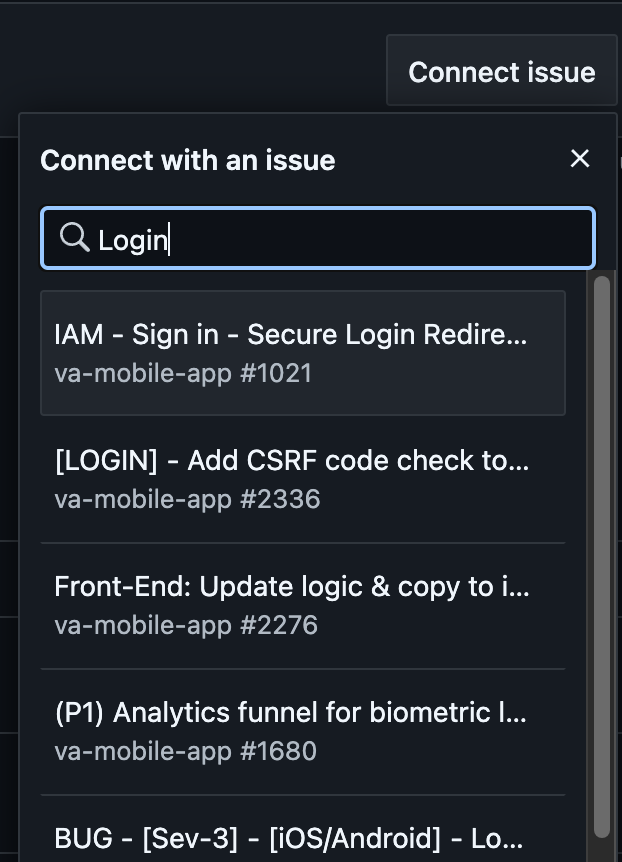 Connect issue
Connect with an issue
Login
IAM - Sign in - Secure Login Redire...
va-mobile-app #1021
[LOGIN] - Add CSRF code check to...
va-mobile-app #2336
Front-End: Update logic & copy to i...
va-mobile-app #2276
(P1) Analytics funnel for biometric l...
va-mobile-app #1680
BUG - [Sev-3] - [iOS/Android] - Lo...